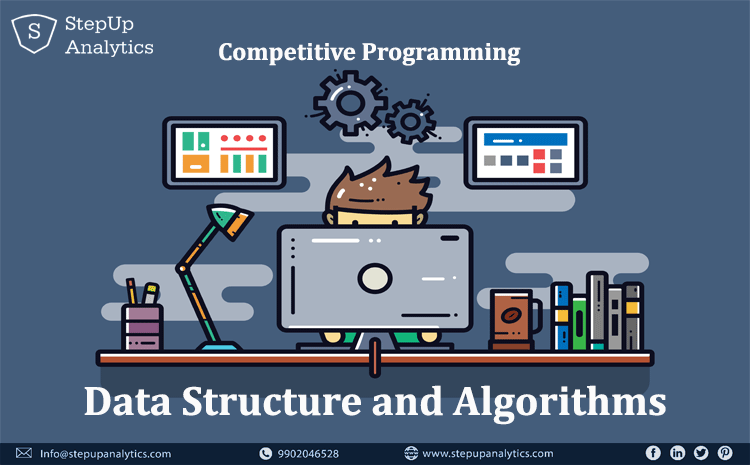 S
StepUp
Analytics
Competitive Programming
Data Structure and Algorithms
Info@stepupanalytics.com
9902046528
www.stepupanalytics.com